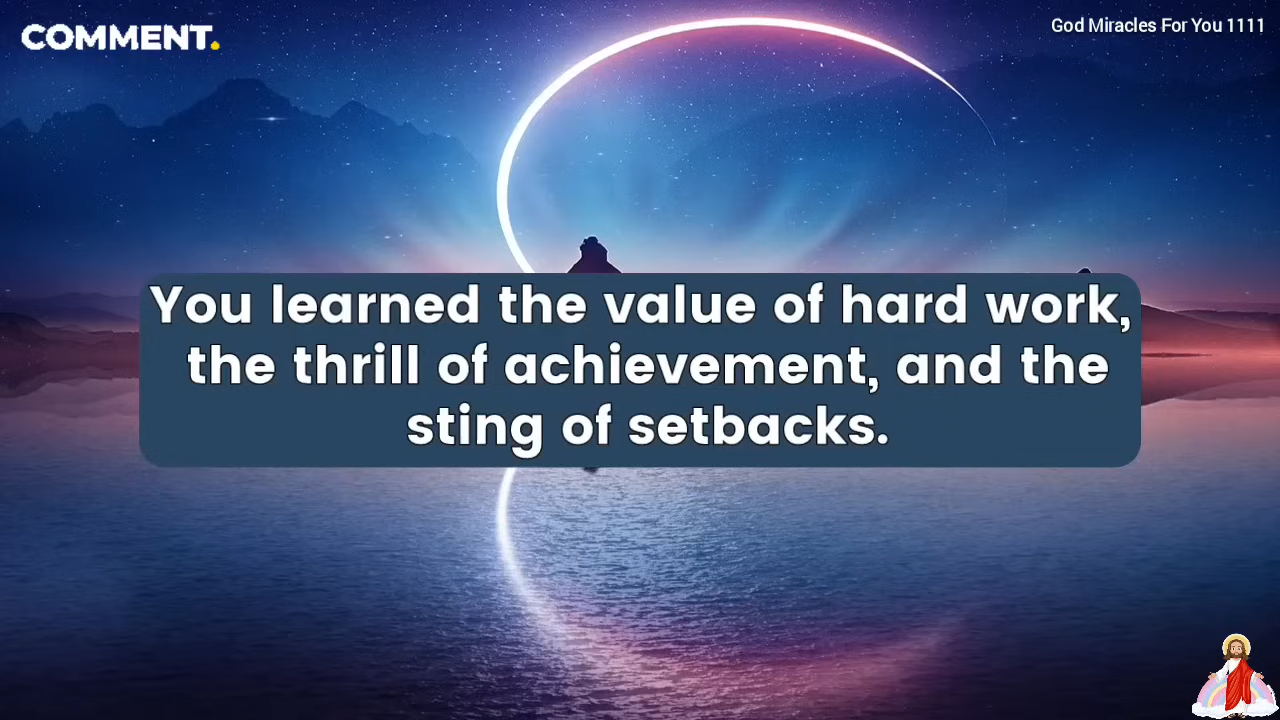 COMMENT.
God Miracles For You 1111
You learned the value of hard work,
the thrill of achievement, and the
sting of setbacks.